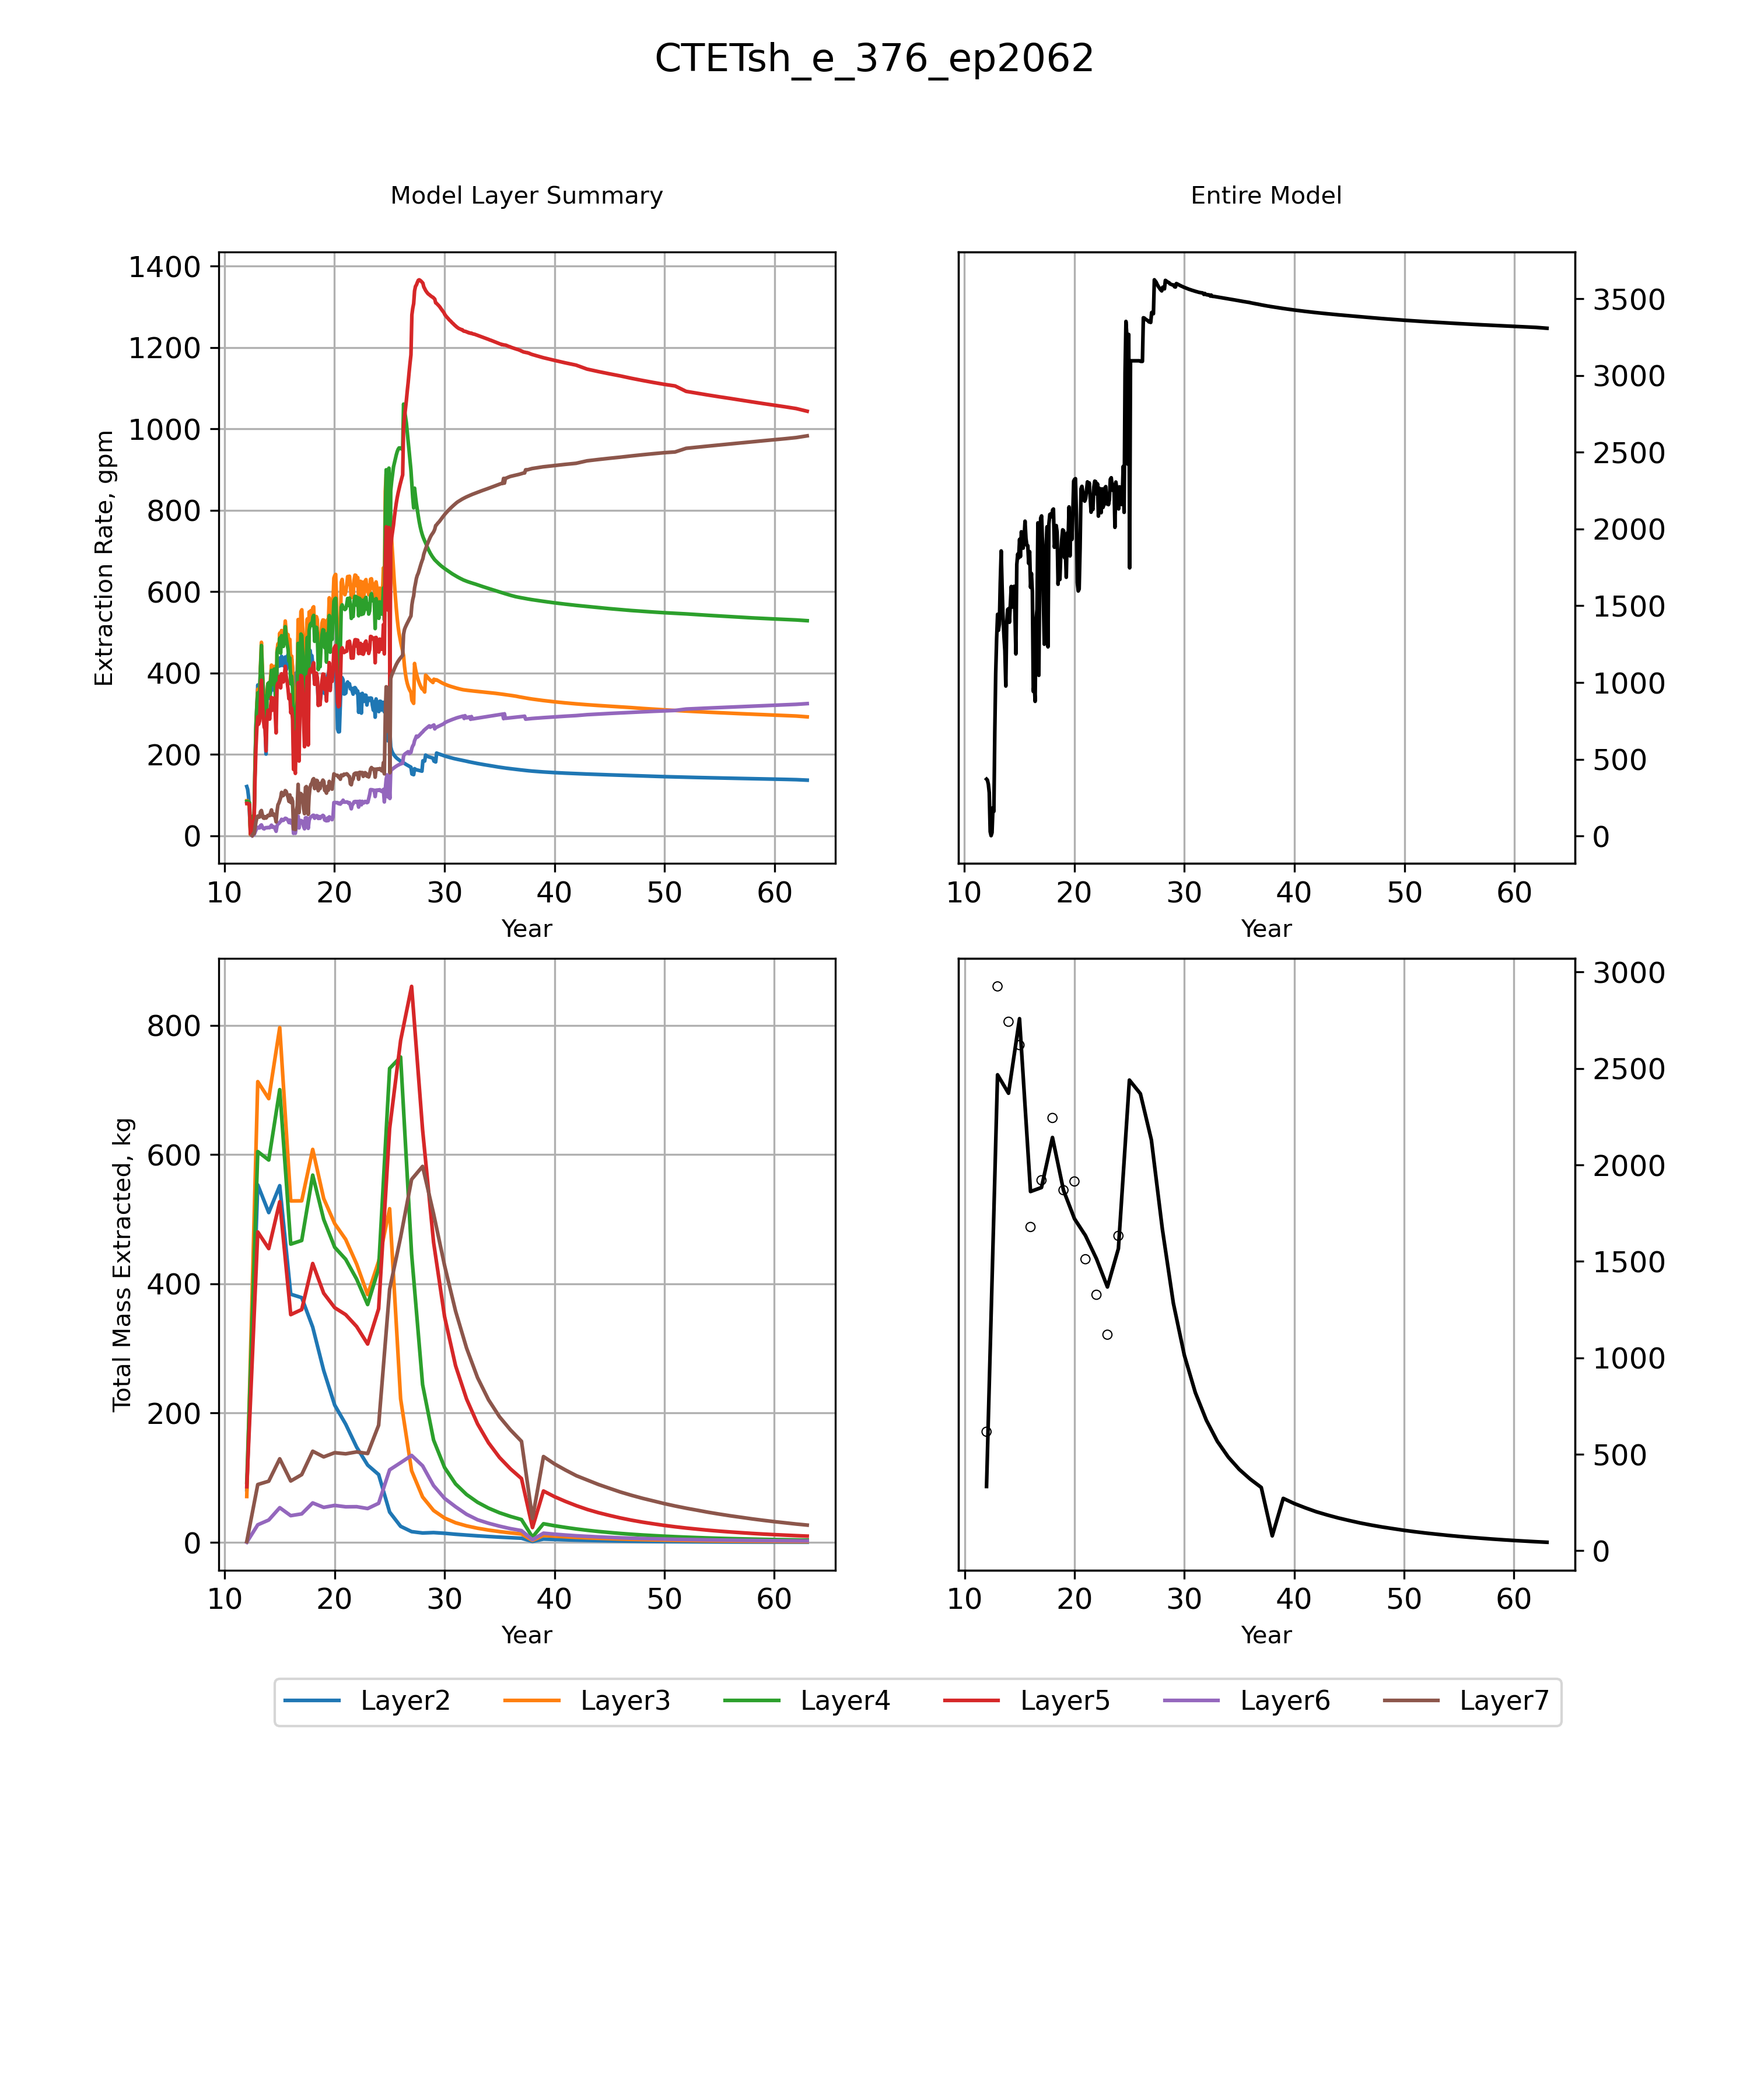 CTETsh_e_376_ep2062
Model Layer Summary
Entire Model
Extraction Rate, gpm
1400
1200
1000
800
600
400
200
0
10 20 30 40 50 60
Year
3500
3000
2500
2000
1500
1000
500
0
10 20 30 40 50 60
Year
Total Mass Extracted, kg
800
600
400
200
0
10 20 30 40 50 60
Year
3000
2500
2000
1500
1000
500
0
10 20 30 40 50 60
Year
Layer2 Layer3 Layer4 Layer5 Layer6 Layer7